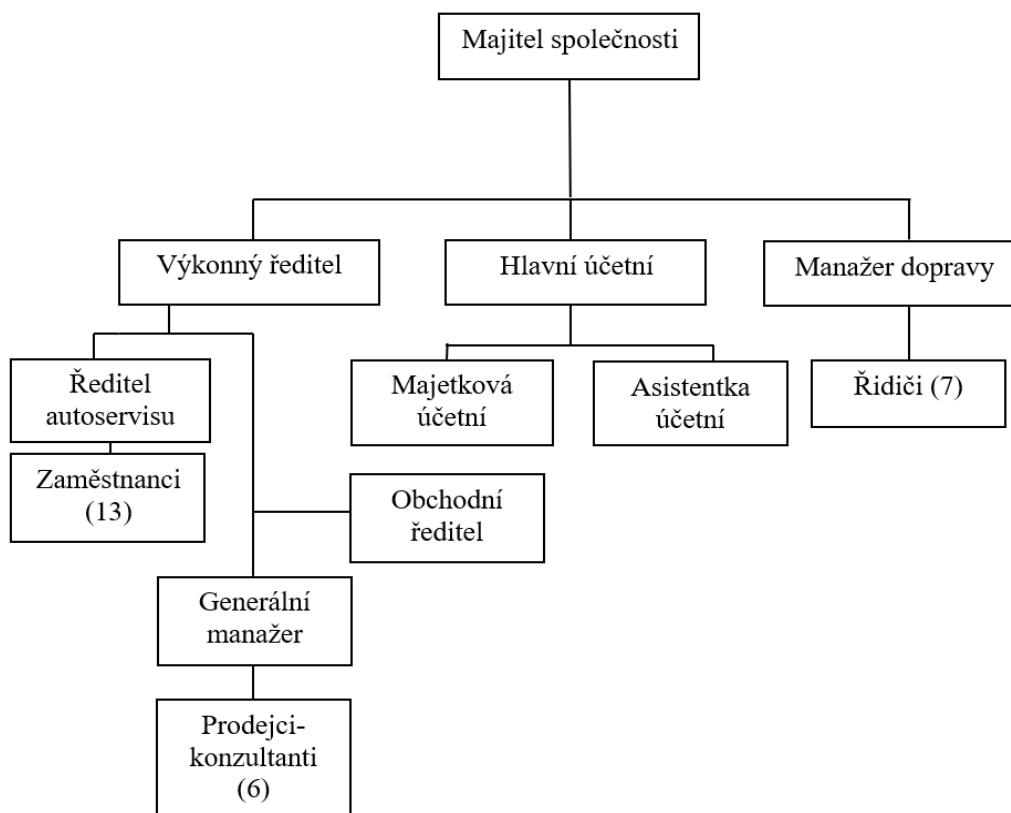 Majitel společnosti
Výkonný ředitel
Hlavní účetní
Manažer dopravy
Ředitel
autoservisu
Majetková
účetní
Asistentka
účetní
Řidiči (7)
Zaměstnanci
(13)
Obchodní
ředitel
Generální
manažer
Prodejci-
konzultanti
(6)